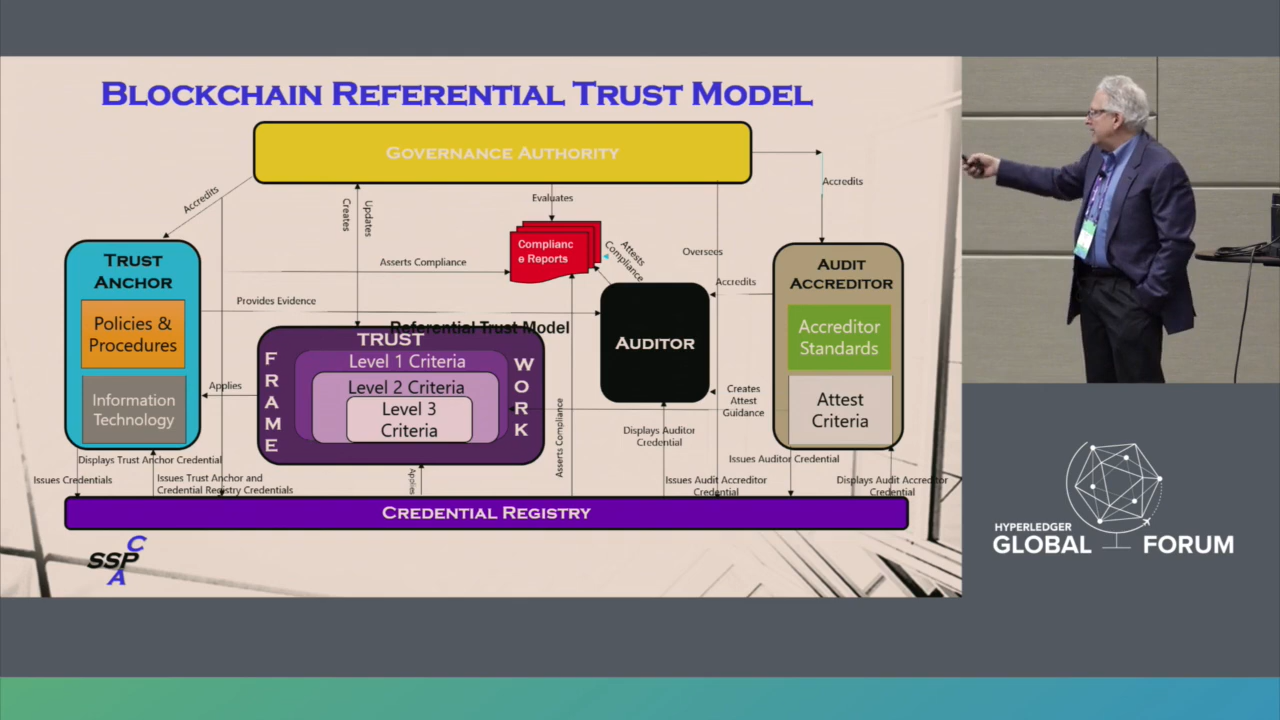 BLOCKCHAIN REFERENTIAL TRUST MODEL
GOVERNANCE AUTHORITY
Accredits
Creates
Updates
Evaluates
Accredits
TRUST
ANCHOR
Policies &
Procedures
Information
Technology
Complianc
e Reports
Attests
Compliance
Oversees
Asserts Compliance
Accredits
AUDIT
ACCREDITOR
Accreditor
Standards
Attest
Criteria
Provides Evidence
Referential Trust Model
TRUST
FRAME
WORK
Level 1 Criteria
Level 2 Criteria
Level 3
Criteria
AUDITOR
Applies
Creates
Attest
Guidance
Asserts Compliance
Displays Auditor
Credential
Displays Trust Anchor Credential
Issues Credentials
Issues Trust Anchor and
Credential Registry Credentials
Applies
Issues Auditor Credential
Issues Audit Accreditor
Credential
Displays Audit Accreditor
Credential
CREDENTIAL REGISTRY
SSP
C
A
HYPERLEDGER
GLOBAL FORUM